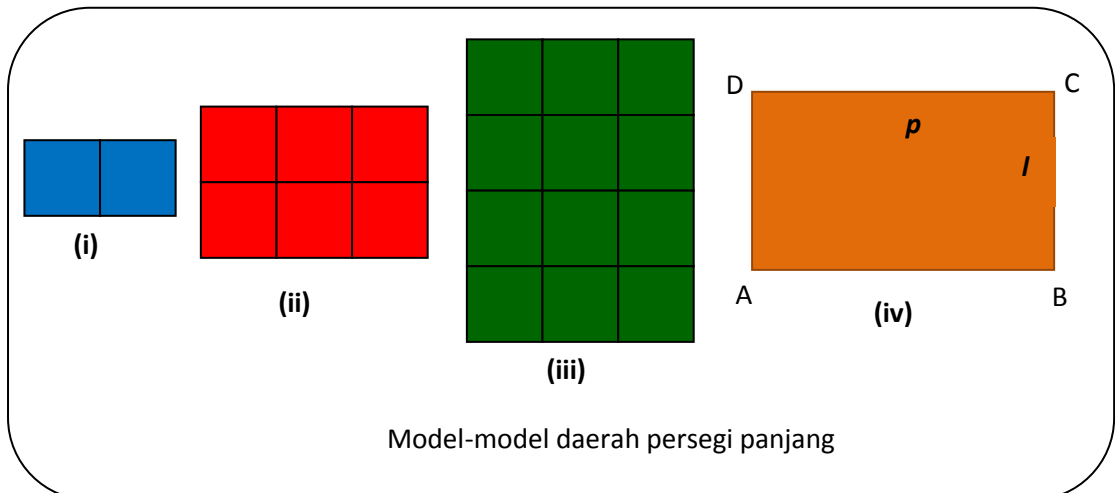 D
C
p
l
(i)
A
B
(ii)
(iv)
(iii)
Model-model daerah persegi panjang